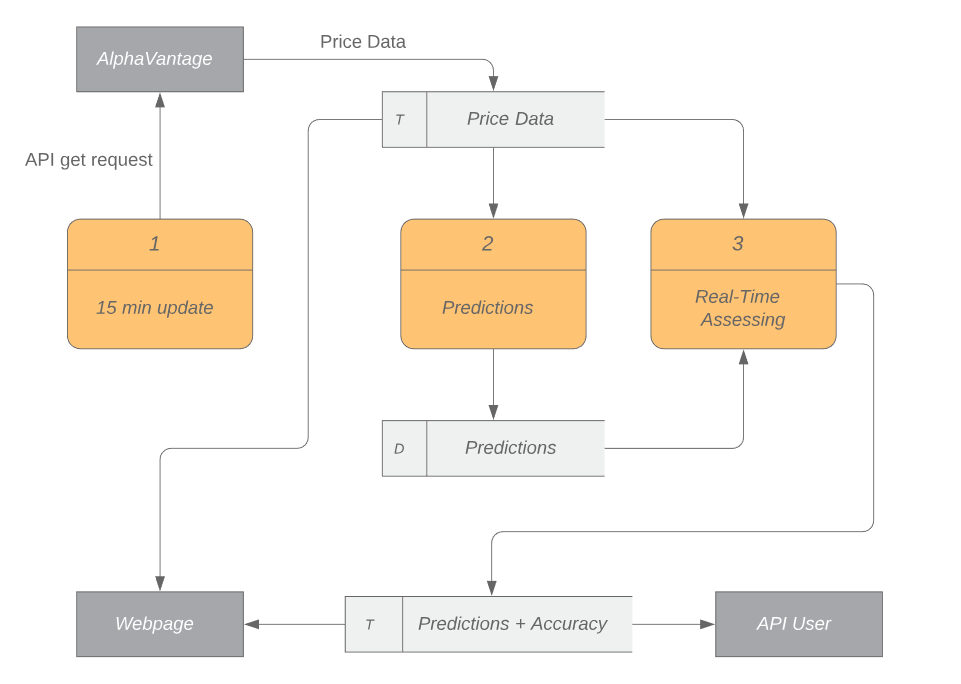 Price Data
AlphaVantage
T
Price Data
API get request
1
2
3
15 min update
Predictions
Real-Time
Assessing
D
Predictions
Webpage
T
Predictions + Accuracy
API User